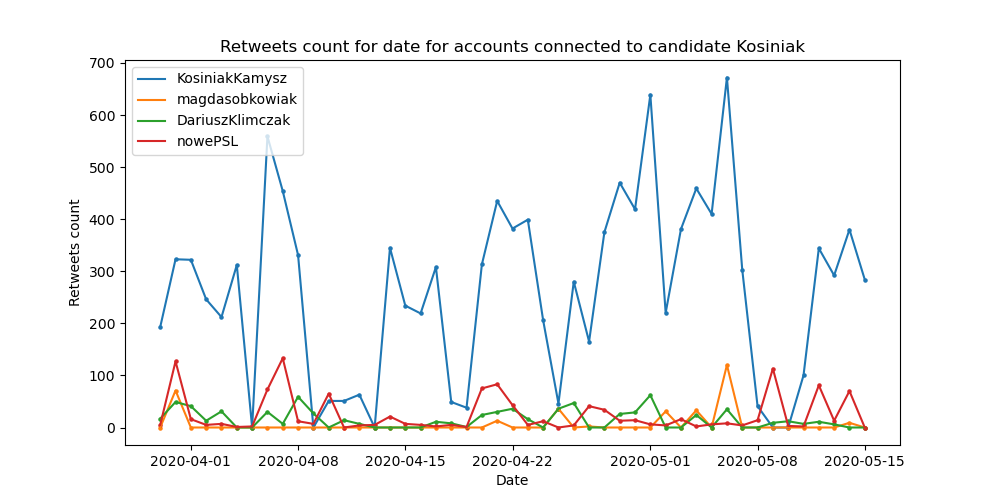 Retweets count for date for accounts connected to candidate Kosiniak
700
600
500
400
300
200
100
0
Retweets count
KosiniakKamysz
magdasobkowiak
DariuszKlimczak
nowePSL
2020-04-01 2020-04-08 2020-04-15 2020-04-22 2020-05-01 2020-05-08 2020-05-15
Date